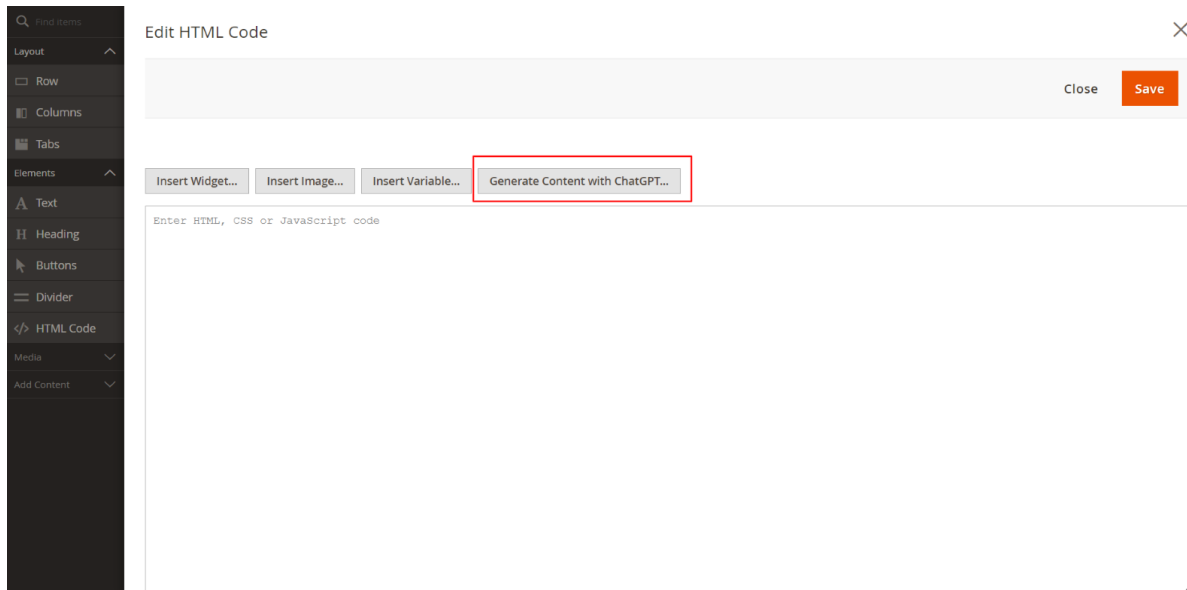 Find items
Layout
Row
Columns
Tabs
Elements
Text
Heading
Buttons
Divider
HTML Code
Media
Add Content
Edit HTML Code
Close
Save
Insert Widget...
Insert Image...
Insert Variable...
Generate Content with ChatGPT...
Enter HTML, CSS or JavaScript code